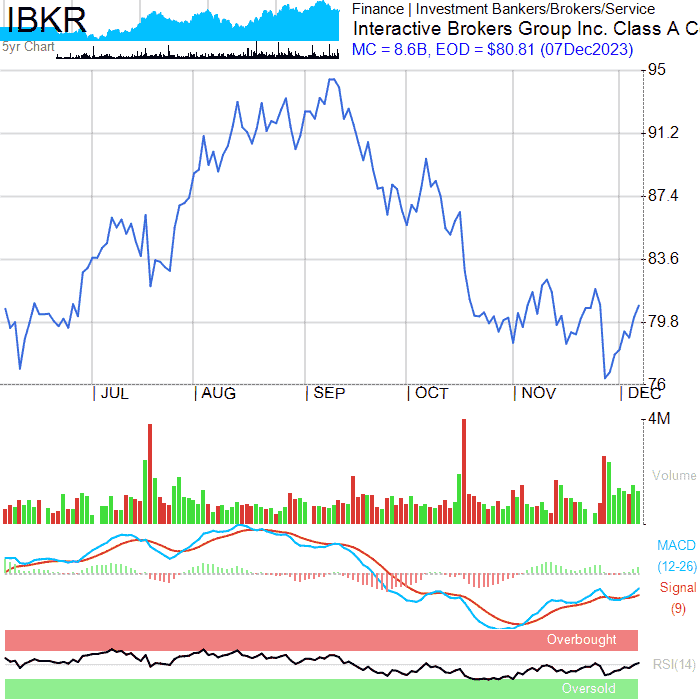 IBKR
5yr Chart
Finance | Investment Bankers/Brokers/Service
Interactive Brokers Group Inc. Class A C
MC = 8.6B, EOD = $80.81 (07Dec2023)
95
91.2
87.4
83.6
79.8
76
JUL
AUG
SEP
OCT
NOV
DEC
4M
Volume
MACD
(12-26)
Signal
(9)
Overbought
RSI(14)
Oversold